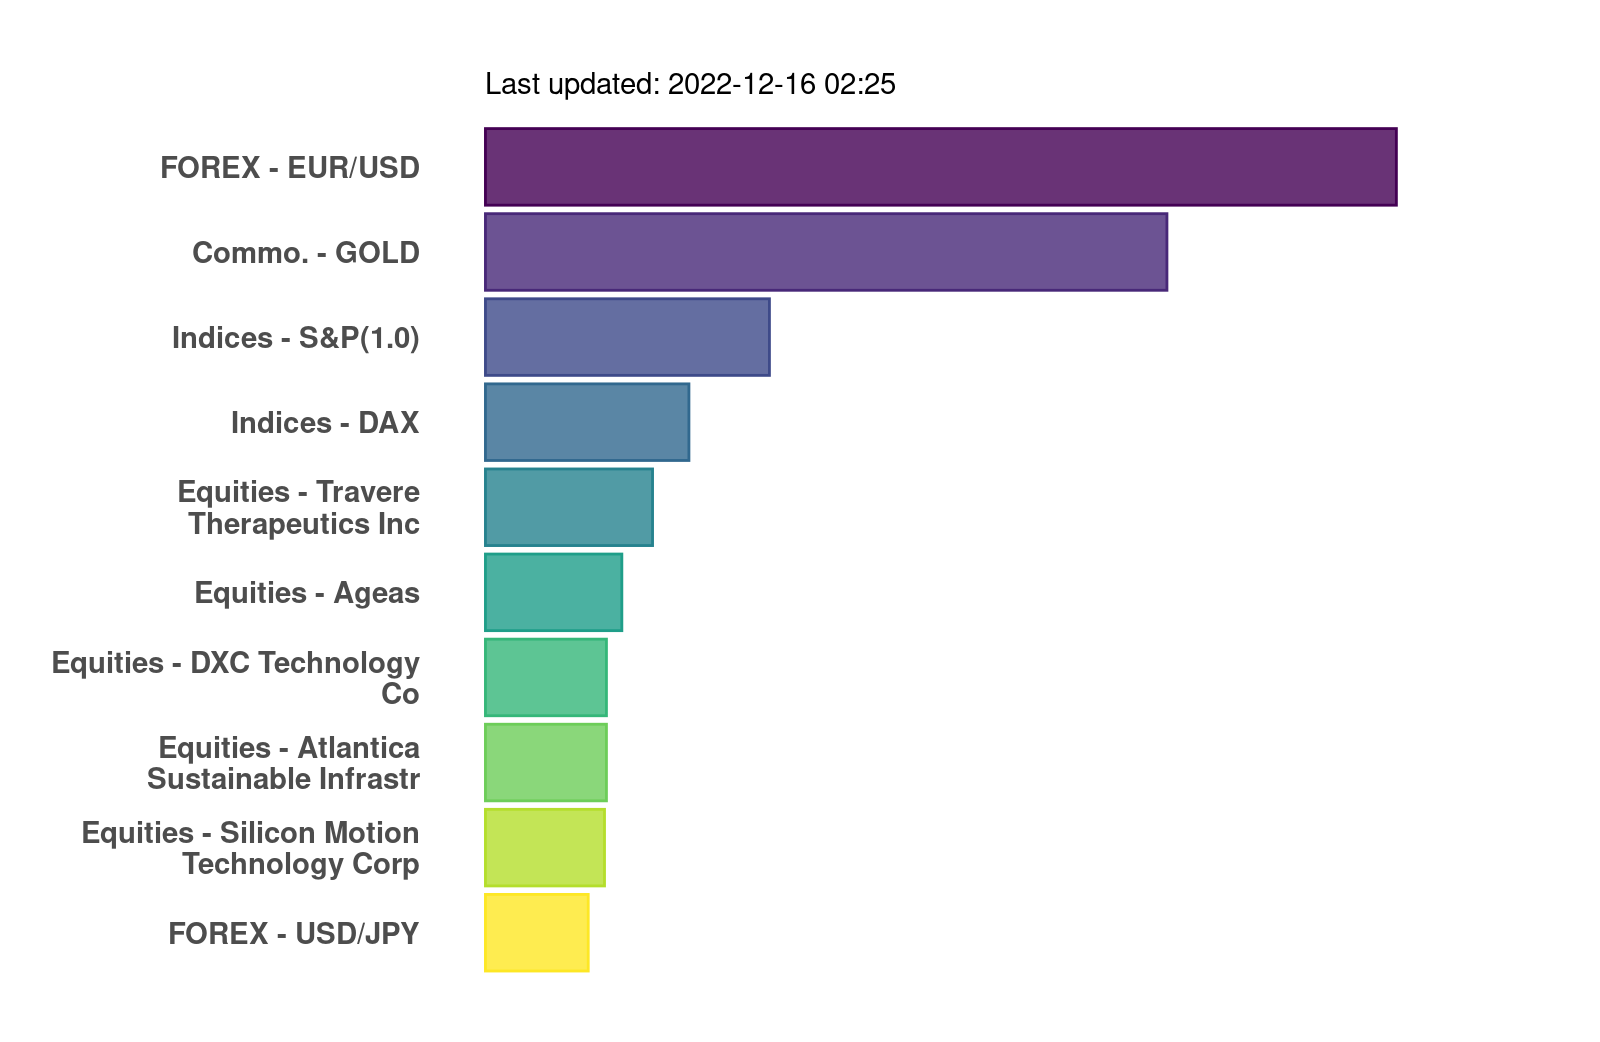 Last updated: 2022-12-16 02:25
FOREX - EUR/USD
Commo. - GOLD
Indices - S&P(1.0)
Indices - DAX
Equities - Travere
Therapeutics Inc
Equities - Ageas
Equities - DXC Technology
Co
Equities - Atlantica
Sustainable Infrastr
Equities - Silicon Motion
Technology Corp
FOREX - USD/JPY